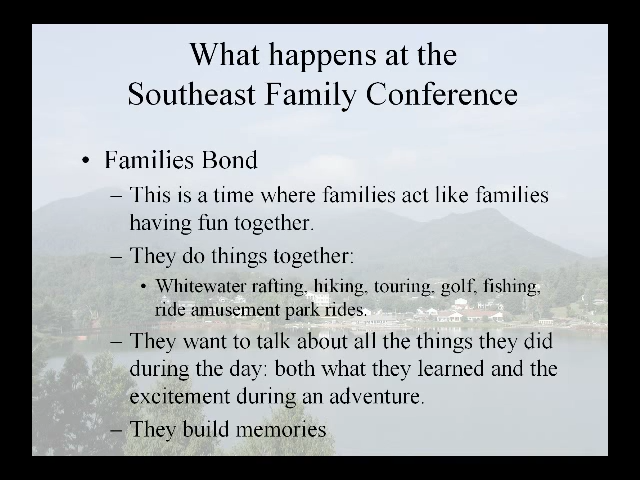 What happens at the
Southeast Family Conference
• Families Bond
– This is a time where families act like families
having fun together.
– They do things together:
• Whitewater rafting, hiking, touring, golf, fishing,
ride amusement park rides.
– They want to talk about all the things they did
during the day: both what they learned and the
excitement during an adventure.
– They build memories